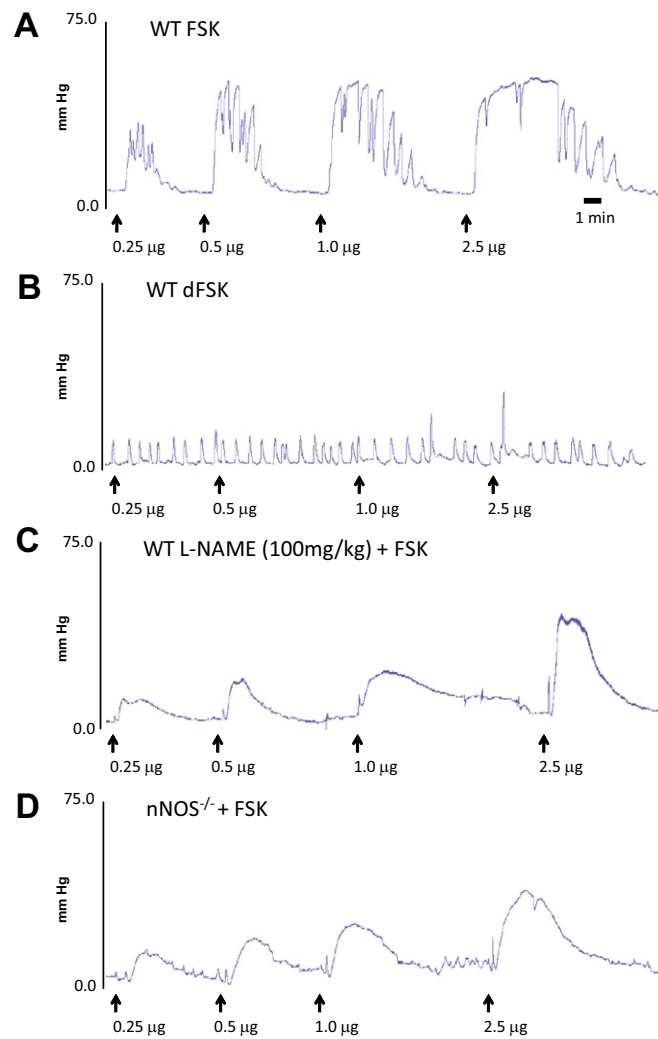 A
WT FSK
75.0
mm Hg
0.0
1 min
0.25 µg
0.5 µg
1.0 µg
2.5 µg
B
WT dFSK
75.0
mm Hg
0.0
0.25 µg
0.5 µg
1.0 µg
2.5 µg
C
WT L-NAME (100mg/kg) + FSK
75.0
mm Hg
0.0
0.25 µg
0.5 µg
1.0 µg
2.5 µg
D
nNOS-/- + FSK
75.0
mm Hg
0.0
0.25 µg
0.5 µg
1.0 µg
2.5 µg